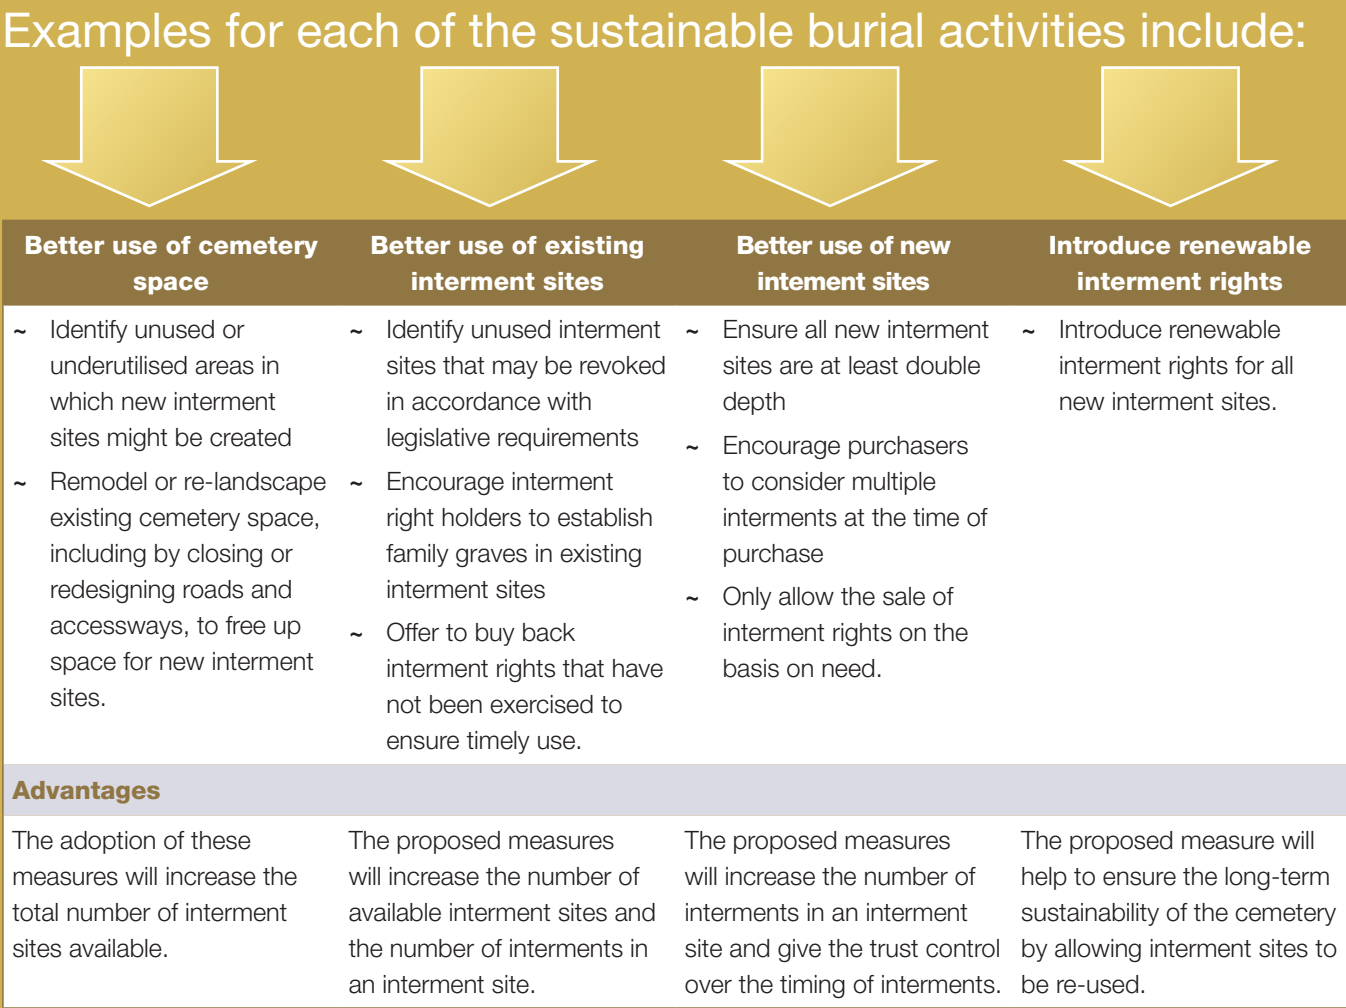 Examples for each of the sustainable burial activities include:
Better use of cemetery
space
~ Identify unused or
underutilised areas in
which new interment
sites might be created
~ Remodel or re-landscape
existing cemetery space,
including by closing or
redesigning roads and
accessways, to free up
space for new interment
sites.
Better use of existing
interment sites
~ Identify unused interment
sites that may be revoked
in accordance with
legislative requirements
~ Encourage interment
right holders to establish
family graves in existing
interment sites
~ Offer to buy back
interment rights that have
not been exercised to
ensure timely use.
Better use of new
intement sites
~ Ensure all new interment
sites are at least double
depth
~ Encourage purchasers
to consider multiple
interments at the time of
purchase
~ Only allow the sale of
interment rights on the
basis on need.
Introduce renewable
interment rights
~ Introduce renewable
interment rights for all
new interment sites.
Advantages
The adoption of these
measures will increase the
total number of interment
sites available.
The proposed measures
will increase the number of
available interment sites and
the number of interments in
an interment site.
The proposed measures
will increase the number of
interments in an interment
site and give the trust control
over the timing of interments.
The proposed measure will
help to ensure the long-term
sustainability of the cemetery
by allowing interment sites to
be re-used.